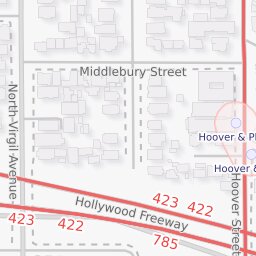 Middlebury Street
North Virgil Avenue
Hoover & Pl
Hoover &
Hoover Street
423 422
Hollywood Freeway
423 422
785